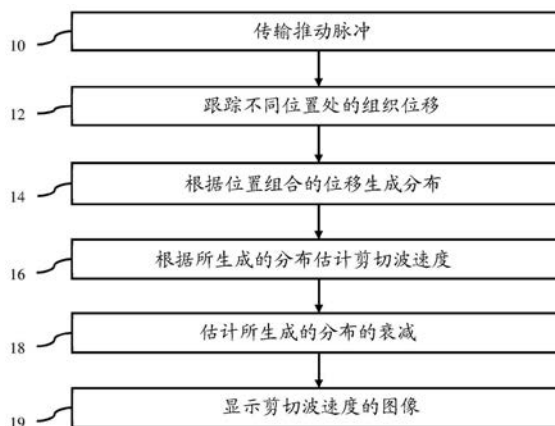 10 传输推动脉冲
12 跟踪不同位置处的组织位移
14 根据位置组合的位移生成分布
16 根据所生成的分布估计剪切波速度
18 估计所生成的分布的衰减
19 显示剪切波速度的图像